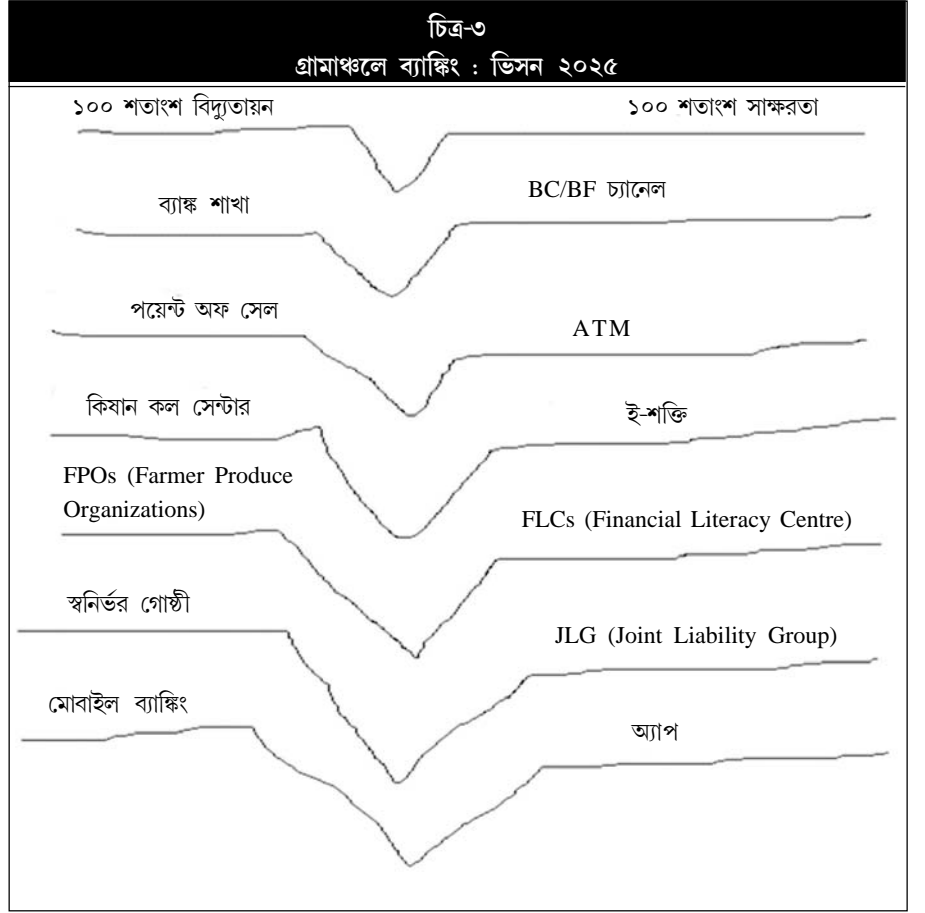 চিত্র-৩
গ্রামাঞ্চলে ব্যাঙ্কিং : ভিসন ২০২৫
১০০ শতাংশ বিদ্যুতায়ন
১০০ শতাংশ সাক্ষরতা
ব্যাঙ্ক শাখা
BC/BF চ্যানেল
পয়েন্ট অফ সেল
ATM
কিষান কল সেন্টার
ই-শক্তি
FPOs (Farmer Produce
Organizations)
FLCs (Financial Literacy Centre)
স্বনির্ভর গোষ্ঠী
JLG (Joint Liability Group)
মোবাইল ব্যাঙ্কিং
অ্যাপ